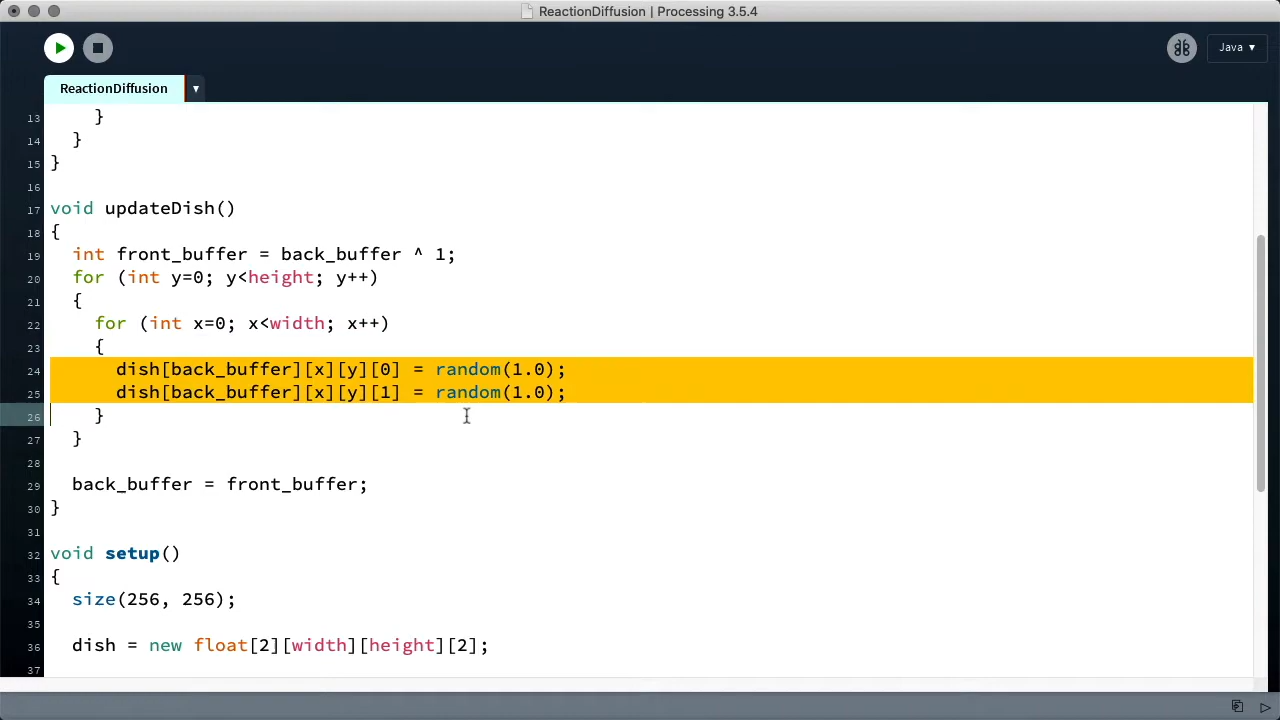 ReactionDiffusion | Processing 3.5.4
Java ▼
ReactionDiffusion ▼
13 }
14 }
15 }
16
17 void updateDish()
18 {
19 int front_buffer = back_buffer ^ 1;
20 for (int y=0; y<height; y++)
21 {
22 for (int x=0; x<width; x++)
23 {
24 dish[back_buffer][x][y][0] = random(1.0);
25 dish[back_buffer][x][y][1] = random(1.0);
26 }
27 }
28
29 back_buffer = front_buffer;
30 }
31
32 void setup()
33 {
34 size(256, 256);
35
36 dish = new float[2][width][height][2];
37